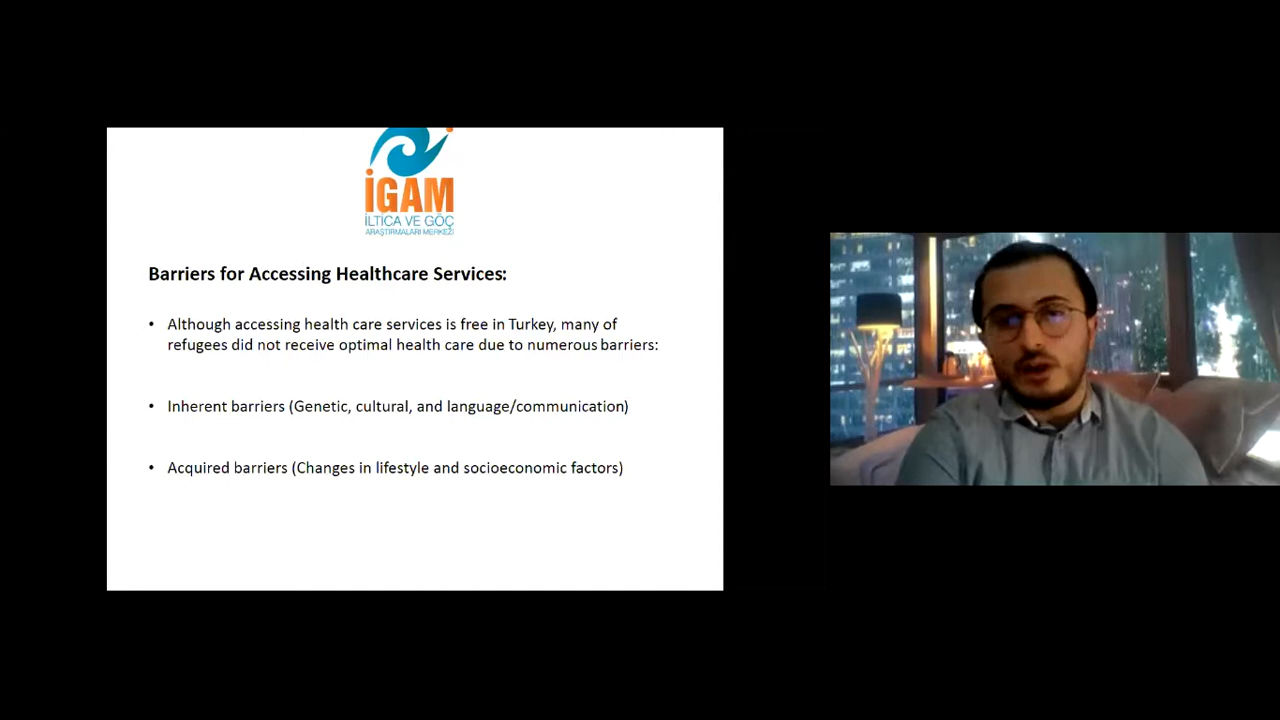 İGAM
İLTİCA VE GÖÇ
ARAŞTIRMALARI MERKEZİ
Barriers for Accessing Healthcare Services:
• Although accessing health care services is free in Turkey, many of
refugees did not receive optimal health care due to numerous barriers:
• Inherent barriers (Genetic, cultural, and language/communication)
• Acquired barriers (Changes in lifestyle and socioeconomic factors)